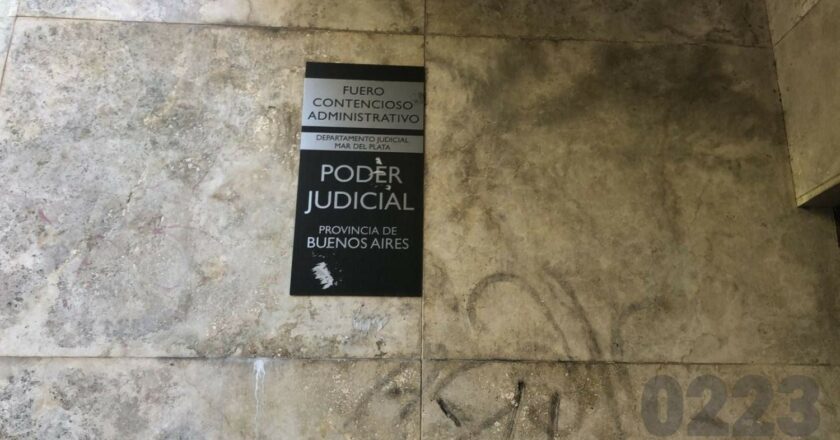 FUERO
CONTENCIOSO
ADMINISTRATIVO
DEPARTAMENTO JUDICIAL
MAR DEL PLATA
PODER
JUDICIAL
PROVINCIA DE
BUENOS AIRES
0223